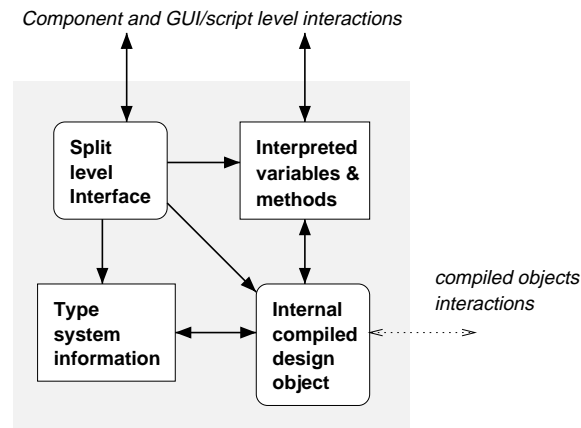 Component and GUI/script level interactions
Split
level
Interface
Interpreted
variables &
methods
compiled objects
interactions
Type
system
information
Internal
compiled
design
object